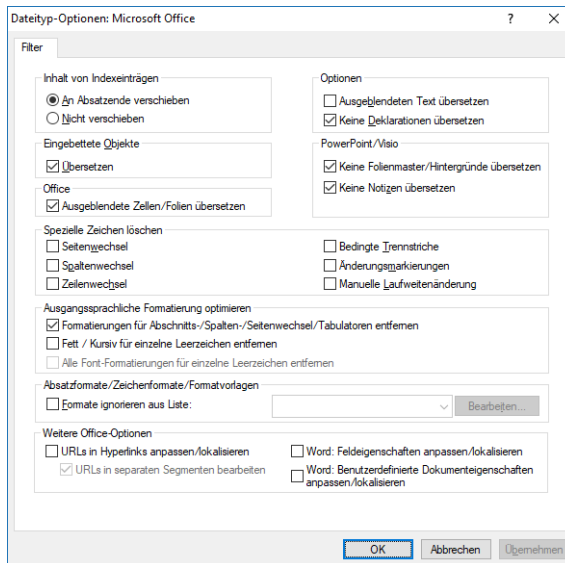 Dateityp-Optionen: Microsoft Office
Filter
Inhalt von Indexeinträgen
An Absatzende verschieben
Nicht verschieben
Optionen
Ausgeblendeten Text übersetzen
Keine Deklarationen übersetzen
Eingebettete Objekte
Übersetzen
PowerPoint/Visio
Keine Folienmaster/Hintergründe übersetzen
Keine Notizen übersetzen
Office
Ausgeblendete Zellen/Folien übersetzen
Spezielle Zeichen löschen
Seitenwechsel
Spaltenwechsel
Zeilenwechsel
Bedingte Trennstriche
Änderungsmarkierungen
Manuelle Laufweitenänderung
Ausgangssprachliche Formatierung optimieren
Formatierungen für Abschnitts-/Spalten-/Seitenwechsel/Tabulatoren entfernen
Fett / Kursiv für einzelne Leerzeichen entfernen
Alle Font-Formatierungen für einzelne Leerzeichen entfernen
Absatzformate/Zeichenformate/Formatvorlagen
Formate ignorieren aus Liste:
Bearbeiten...
Weitere Office-Optionen
URLs in Hyperlinks anpassen/lokalisieren
URLs in separaten Segmenten bearbeiten
Word: Feldeigenschaften anpassen/lokalisieren
Word: Benutzerdefinierte Dokumenteigenschaften
anpassen/lokalisieren
OK
Abbrechen
Übernehmen